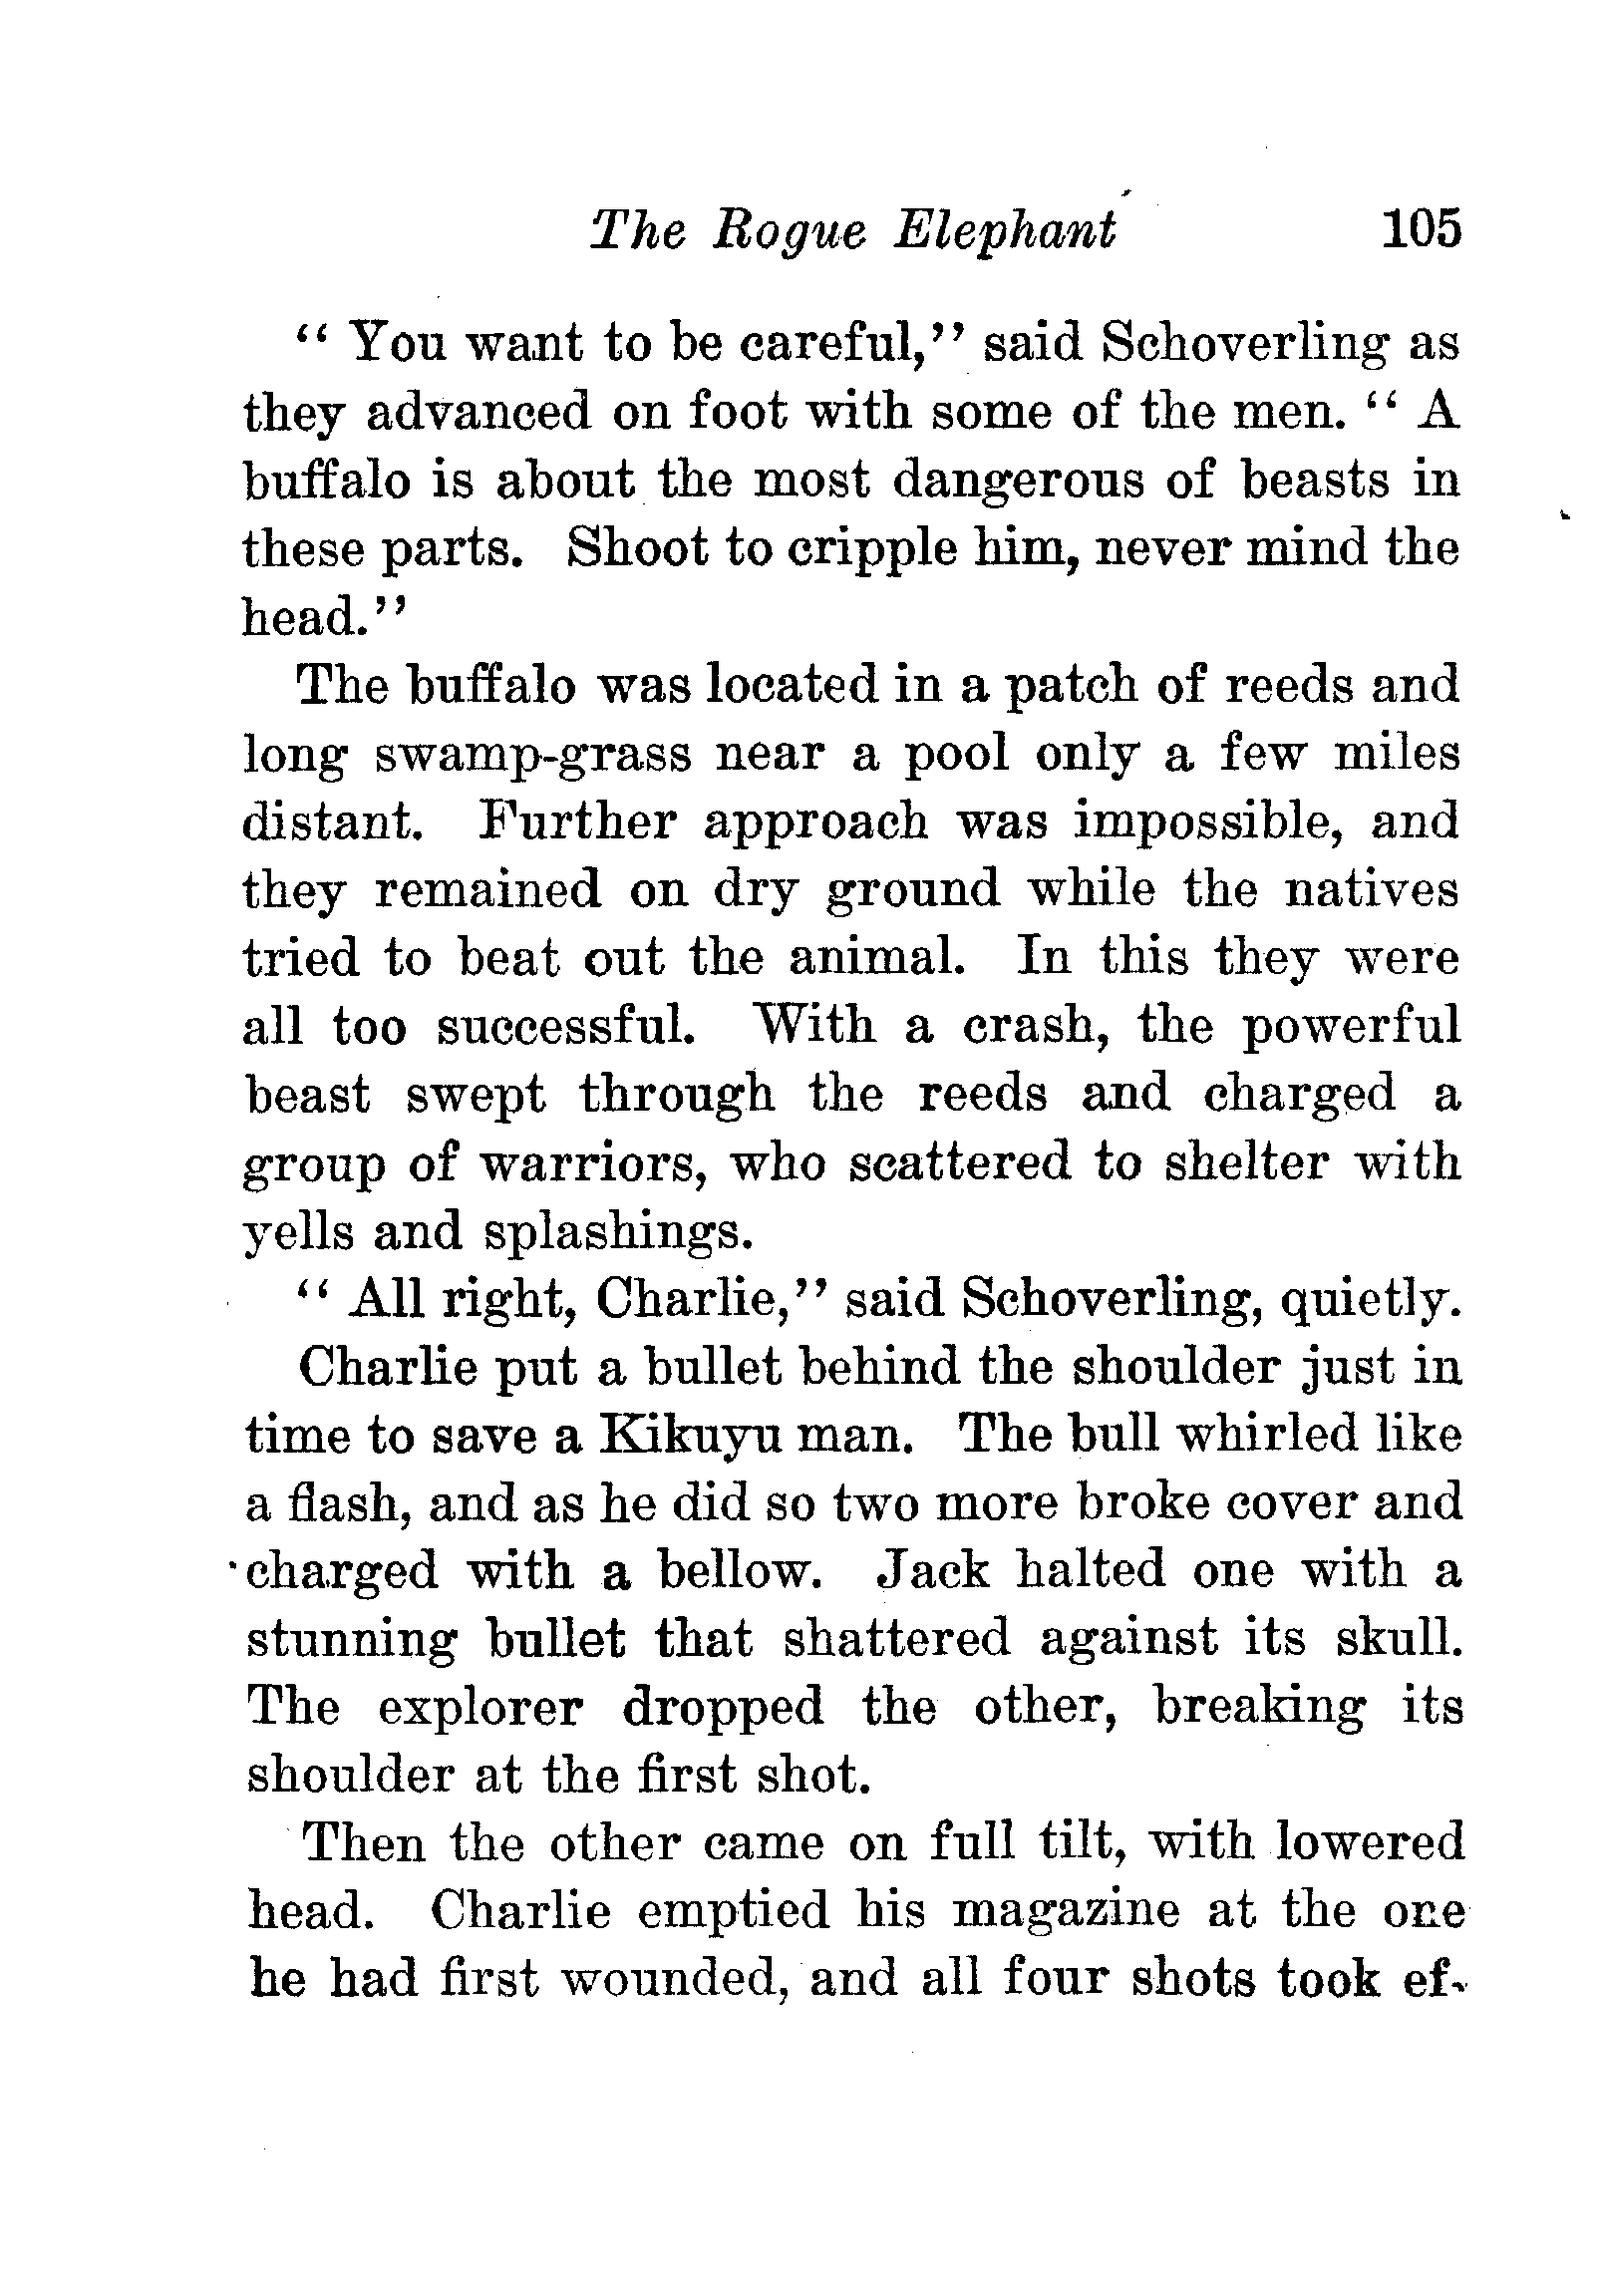 The Rogue Elephant 105
“ You want to be careful,” said Schoverling as
they advanced on foot with some of the men. “ A
buffalo is about the most dangerous of beasts in
these parts. Shoot to cripple him, never mind the
head.”
The buffalo was located in a patch of reeds and
long swamp-grass near a pool only a few miles
distant. Further approach was impossible, and
they remained on dry ground while the natives
tried to beat out the animal. In this they were
all too successful. With a crash, the powerful
beast swept through the reeds and charged a
group of warriors, who scattered to shelter with
yells and splashings.
“ All right, Charlie,” said Schoverling, quietly.
Charlie put a bullet behind the shoulder just in
time to save a Kikuyu man. The bull whirled like
a flash, and as he did so two more broke cover and
charged with a bellow. Jack halted one with a
stunning bullet that shattered against its skull.
The explorer dropped the other, breaking its
shoulder at the first shot.
Then the other came on full tilt, with lowered
head. Charlie emptied his magazine at the one
he had first wounded, and all four shots took ef-